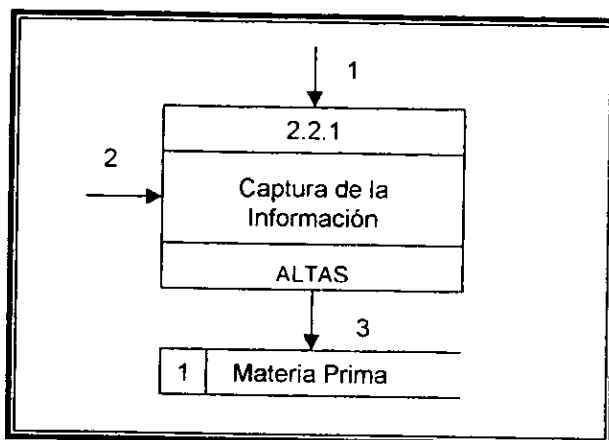 1
2.2.1
2
Captura de la
Información
ALTAS
3
1 Materia Prima